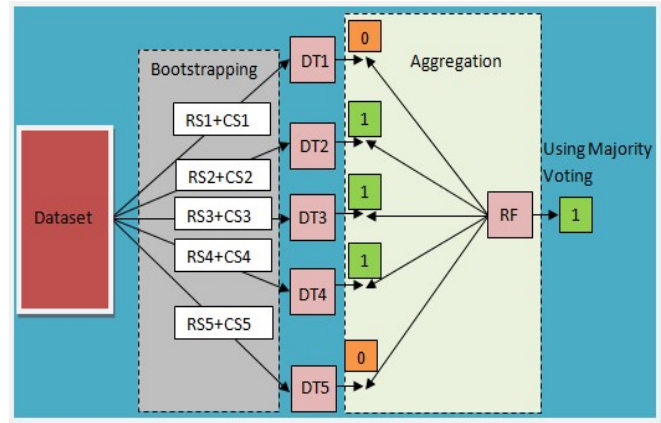 Bootstrapping
Aggregation
Dataset
RS1+CS1
RS2+CS2
RS3+CS3
RS4+CS4
RS5+CS5
DT1
0
DT2
1
DT3
1
DT4
1
DT5
0
RF
Using Majority
Voting
1